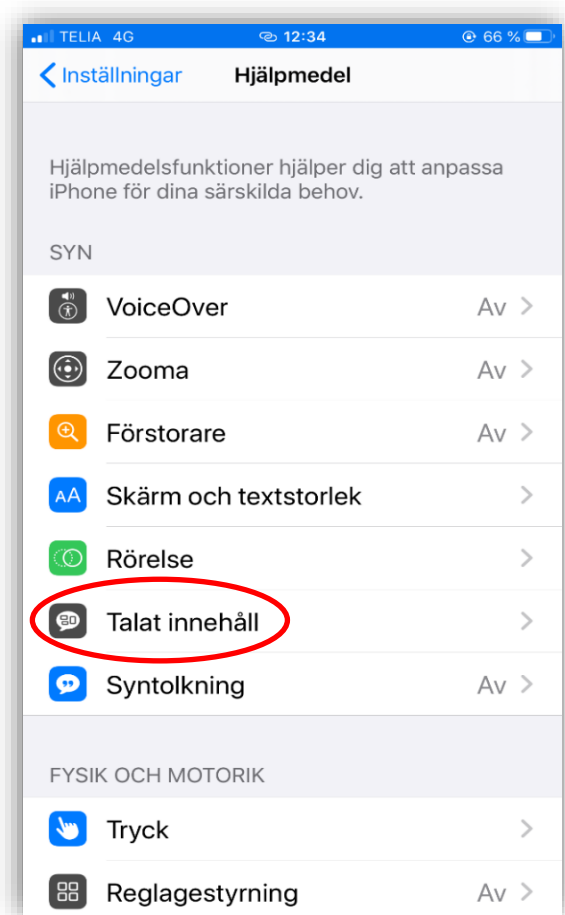 TELIA 4G 12:34 66 %
Inställningar Hjälpmedel
Hjälpmedelsfunktioner hjälper dig att anpassa
iPhone för dina särskilda behov.
SYN
VoiceOver Av
Zooma Av
Förstorare Av
AA Skärm och textstorlek
Rörelse
Talat innehåll
Syntolkning Av
FYSIK OCH MOTORIK
Tryck
Reglagestyrning Av